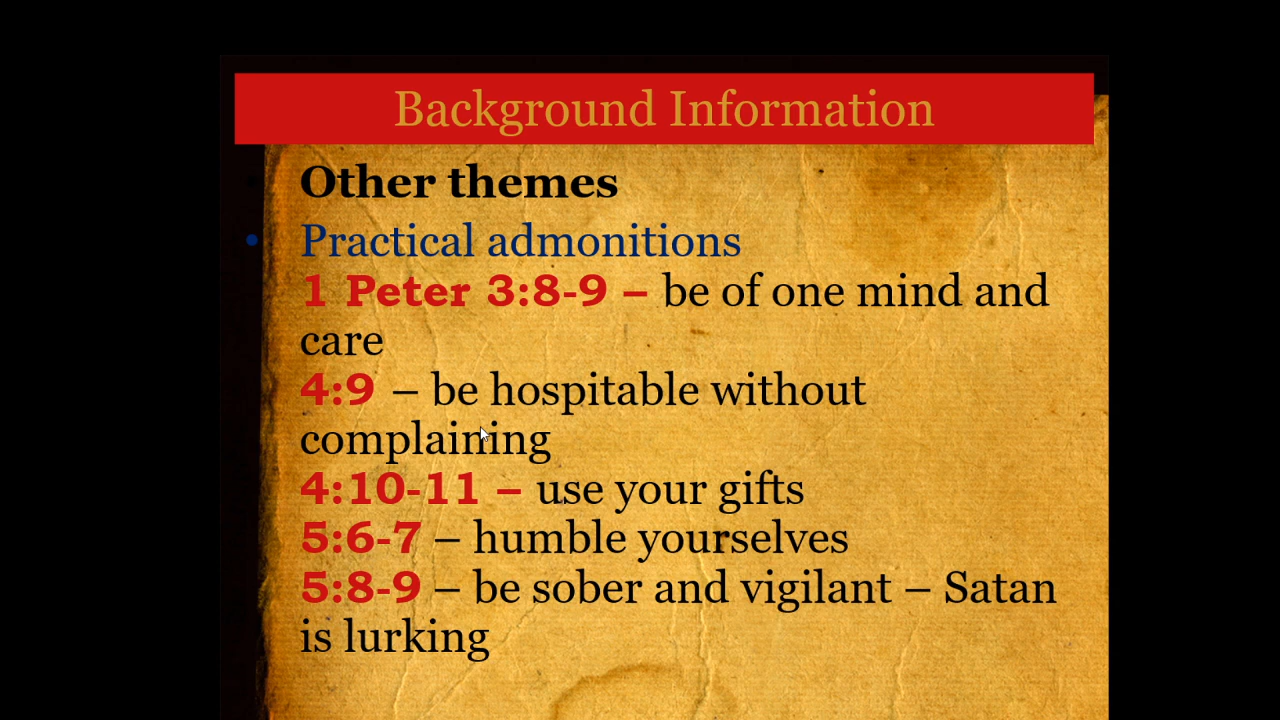 Background Information
Other themes
• Practical admonitions
1 Peter 3:8-9 – be of one mind and
care
4:9 – be hospitable without
complaining
4:10-11 – use your gifts
5:6-7 – humble yourselves
5:8-9 – be sober and vigilant – Satan
is lurking